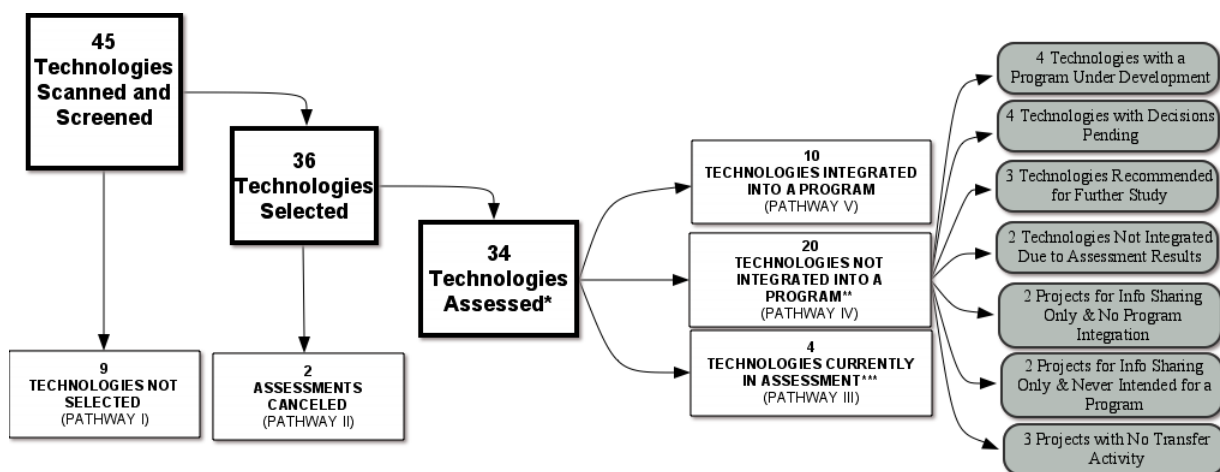 45
Technologies
Scanned and
Screened
36
Technologies
Selected
34
Technologies
Assessed*
9
TECHNOLOGIES NOT
SELECTED
(PATHWAY I)
2
ASSESSMENTS
CANCELED
(PATHWAY II)
10
TECHNOLOGIES INTEGRATED
INTO A PROGRAM
(PATHWAY V)
20
TECHNOLOGIES NOT
INTEGRATED INTO A
PROGRAM**
(PATHWAY IV)
4
TECHNOLOGIES CURRENTLY
IN ASSESSMENT***
(PATHWAY III)
4 Technologies with a
Program Under Development
4 Technologies with Decisions
Pending
3 Technologies Recommended
for Further Study
2 Technologies Not Integrated
Due to Assessment Results
2 Projects for Info Sharing
Only & No Program
Integration
2 Projects for Info Sharing
Only & Never Intended for a
Program
3 Projects with No Transfer
Activity